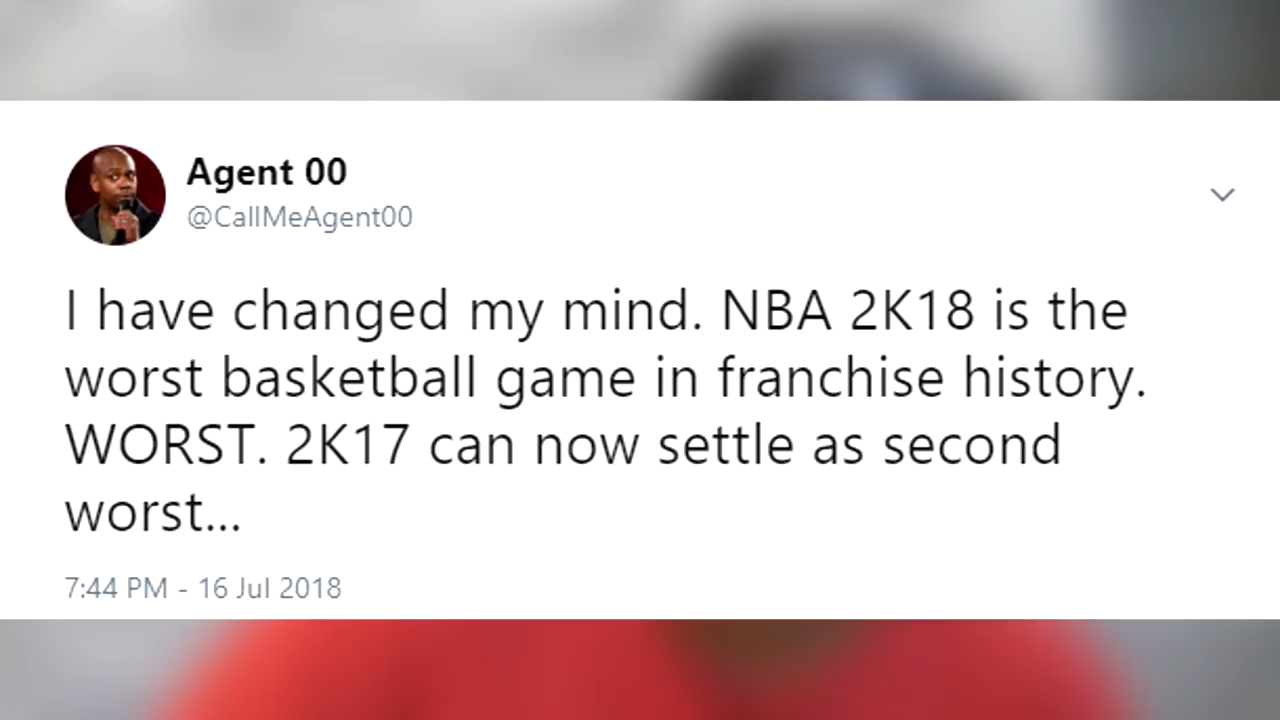 Agent 00
@CallMeAgent00
I have changed my mind. NBA 2K18 is the
worst basketball game in franchise history.
WORST. 2K17 can now settle as second
worst...
7:44 PM - 16 Jul 2018